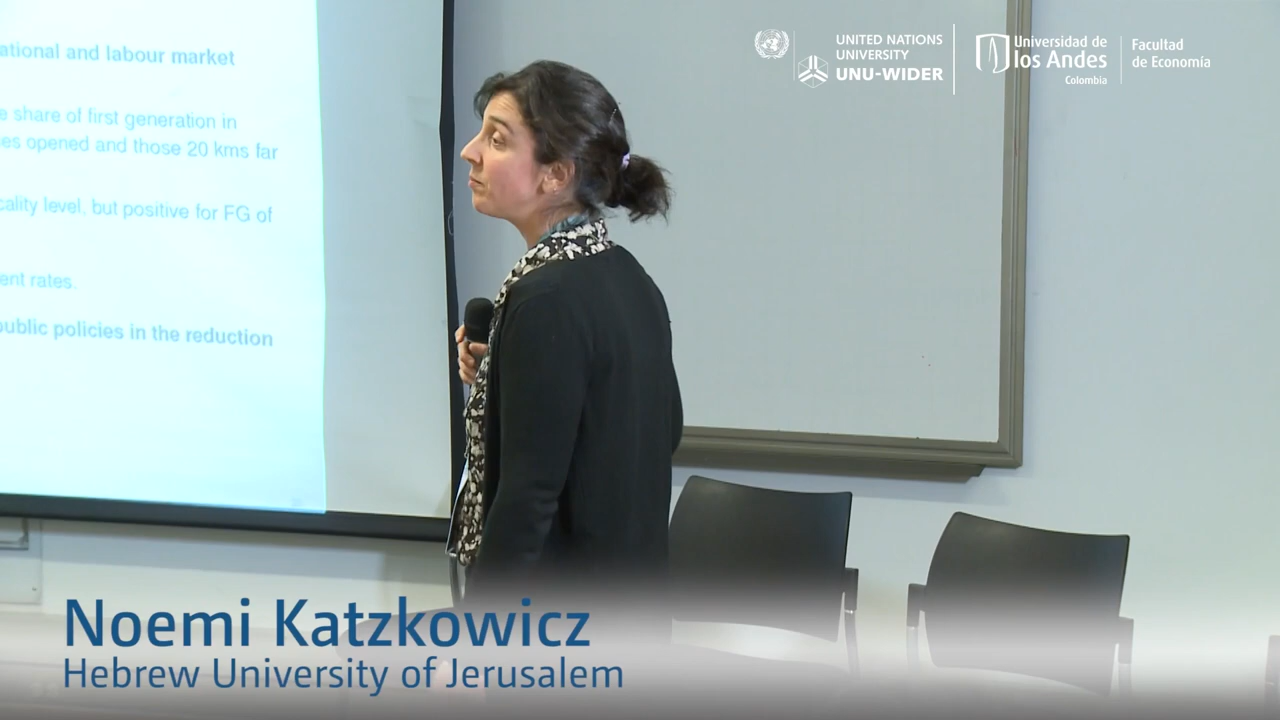 ational and labour market
e share of first generation in
es opened and those 20 kms far
cality level, but positive for FG of
ent rates.
public policies in the reduction
UNITED NATIONS
UNIVERSITY
UNU-WIDER
Universidad de
los Andes
Colombia
Facultad
de Economía
Noemi Katzkowicz
Hebrew University of Jerusalem